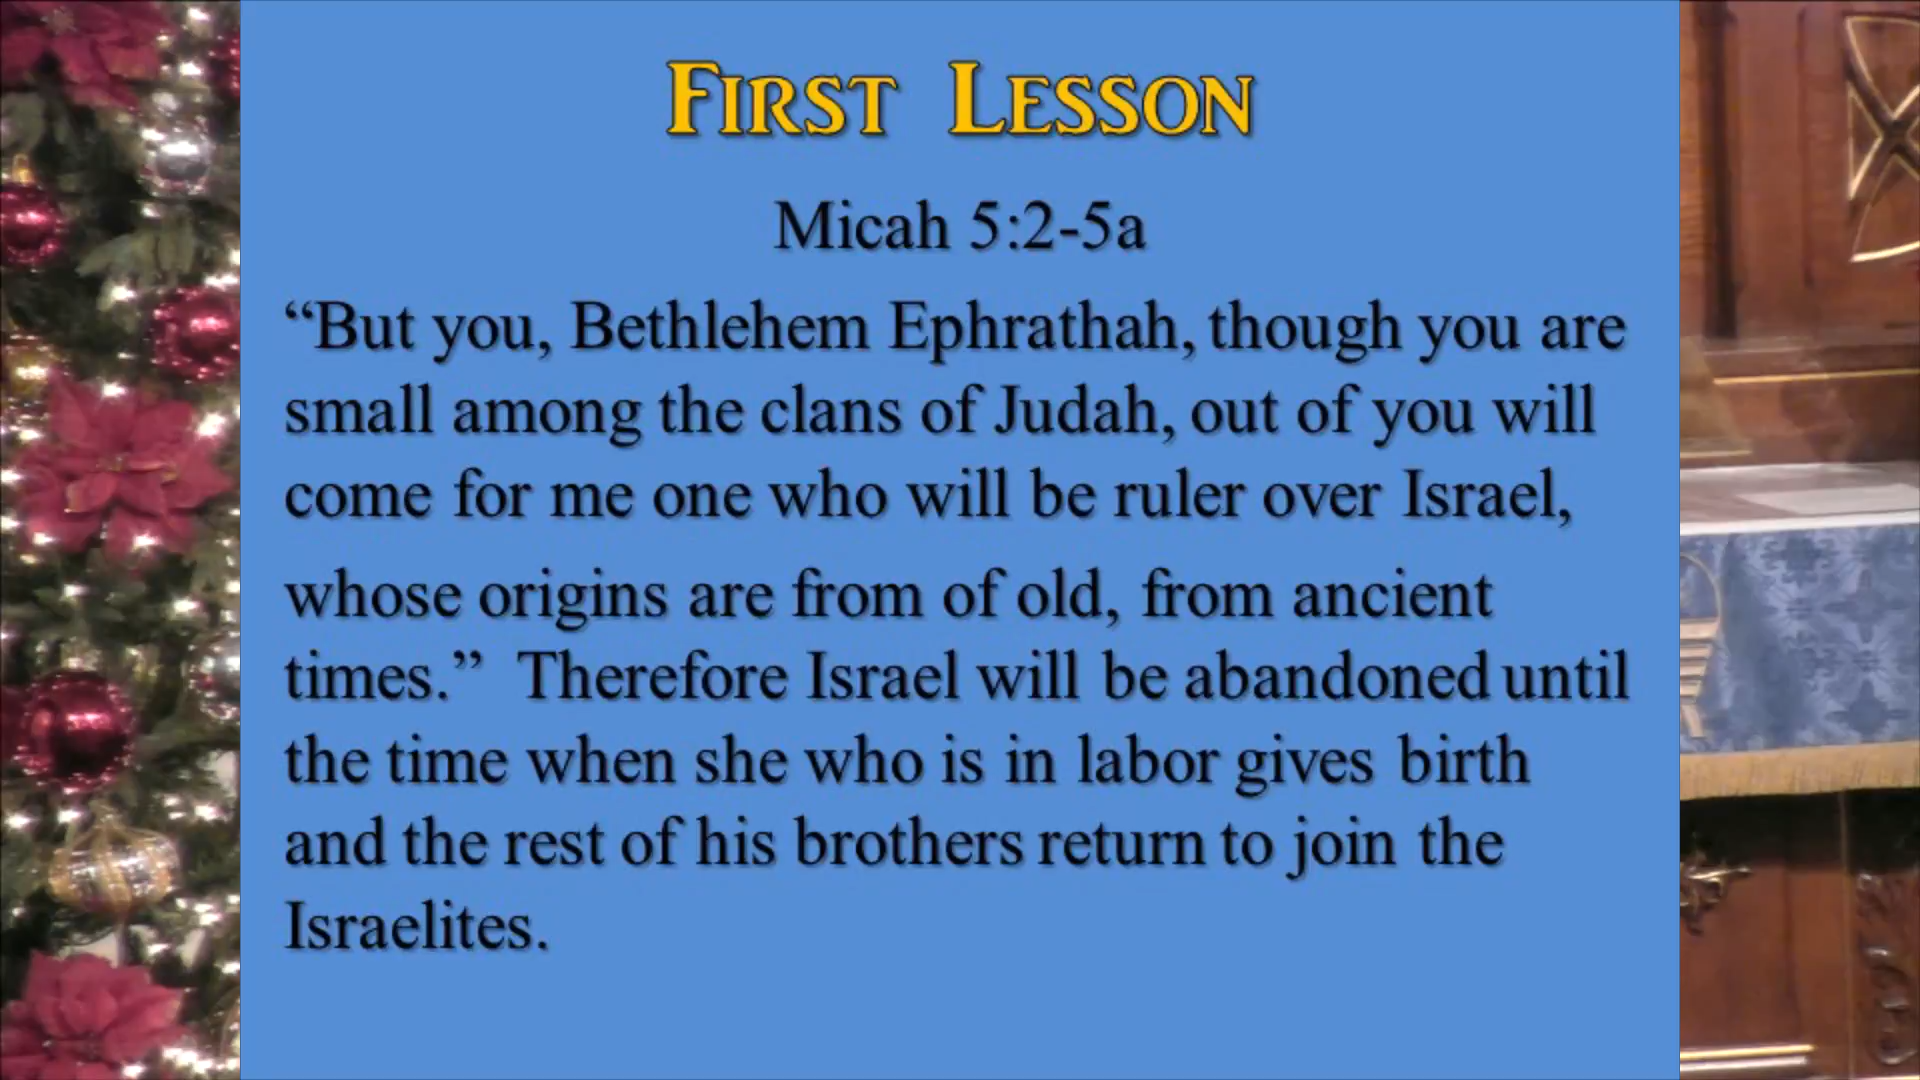 First Lesson
Micah 5:2-5a
“But you, Bethlehem Ephrathah, though you are
small among the clans of Judah, out of you will
come for me one who will be ruler over Israel,
whose origins are from of old, from ancient
times.”  Therefore Israel will be abandoned until
the time when she who is in labor gives birth
and the rest of his brothers return to join the
Israelites.